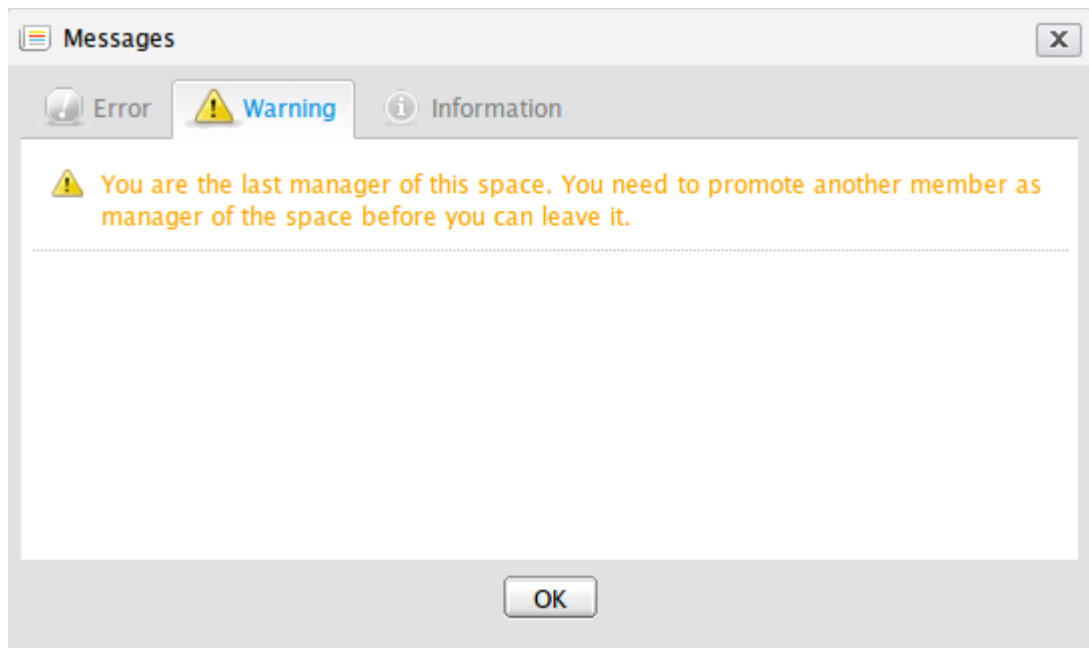 Messages
Error Warning Information
You are the last manager of this space. You need to promote another member as
manager of the space before you can leave it.
OK